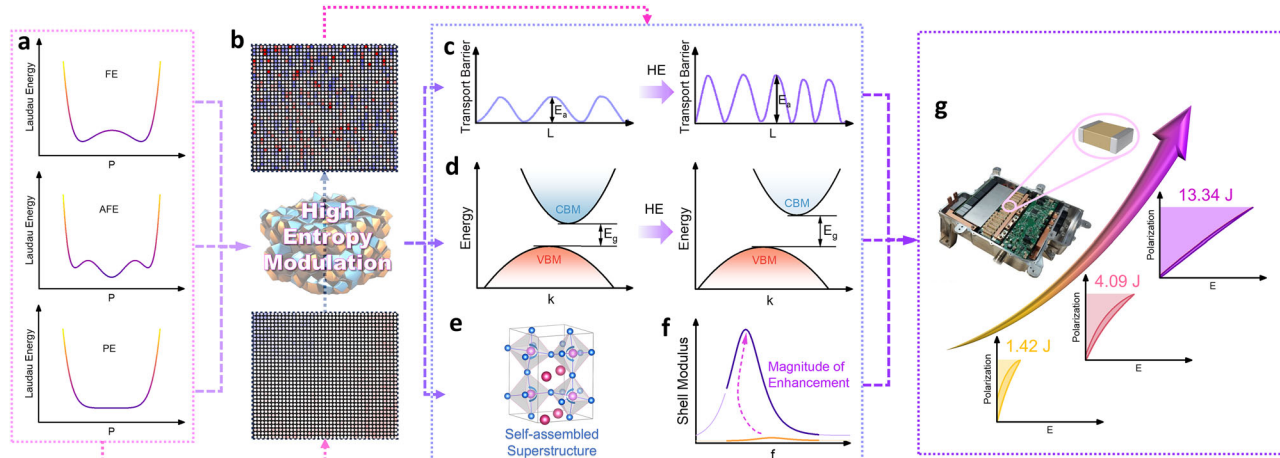 a
Laudau Energy
FE
P
Laudau Energy
AFE
P
Laudau Energy
PE
P
b
High
Entropy
Modulation
c
Transport Barrier
Ea
L
HE
Transport Barrier
Ea
L
d
Energy
CBM
Eg
VBM
k
HE
Energy
CBM
Eg
VBM
k
e
Self-assembled
Superstructure
f
Shell Modulus
Magnitude of
Enhancement
f
g
13.34 J
Polarization
E
4.09 J
Polarization
E
1.42 J
Polarization
E